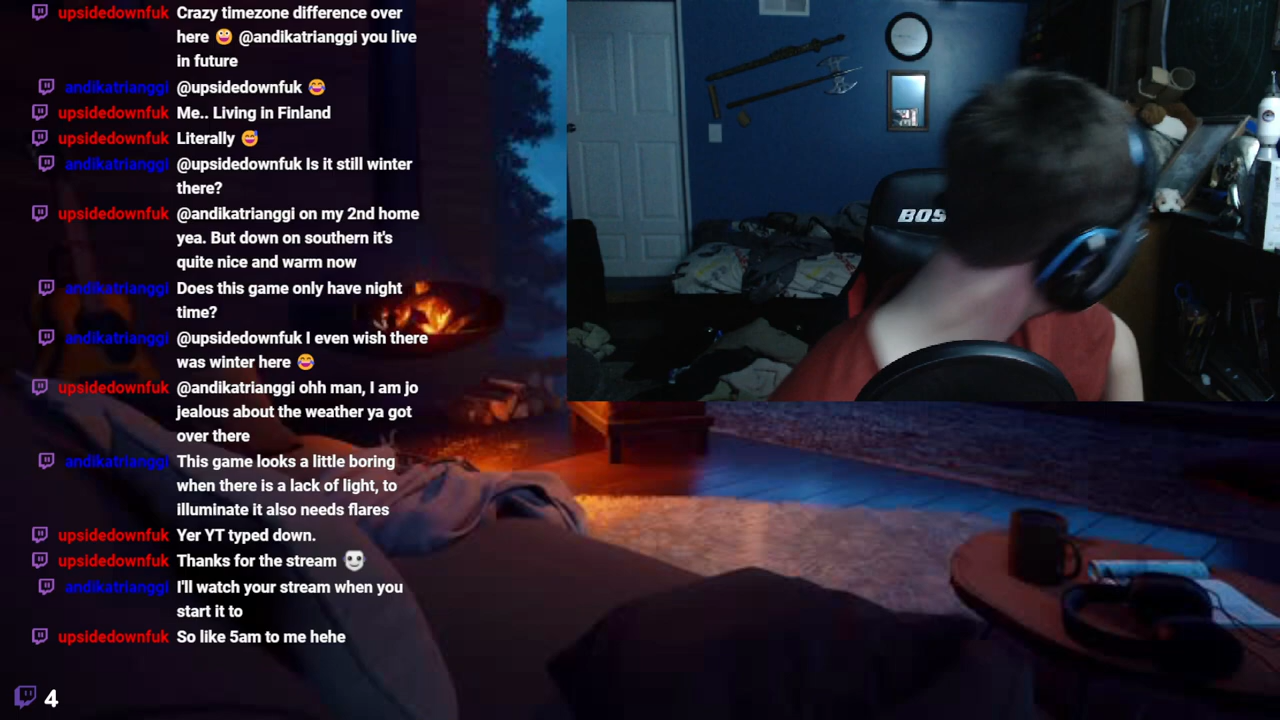 upsidedownfuk Crazy timezone difference over
here 🤪 @andikatrianggi you live
in future
andikatrianggi @upsidedownfuk 😂
upsidedownfuk Me.. Living in Finland
upsidedownfuk Literally 😅
andikatrianggi @upsidedownfuk Is it still winter
there?
upsidedownfuk @andikatrianggi on my 2nd home
yea. But down on southern it's
quite nice and warm now
andikatrianggi Does this game only have night
time?
andikatrianggi @upsidedownfuk I even wish there
was winter here 😂
upsidedownfuk @andikatrianggi ohh man, I am jo
jealous about the weather ya got
over there
andikatrianggi This game looks a little boring
when there is a lack of light, to
illuminate it also needs flares
upsidedownfuk Yer YT typed down.
upsidedownfuk Thanks for the stream
andikatrianggi I'll watch your stream when you
start it to
upsidedownfuk So like 5am to me hehe
4
BOS